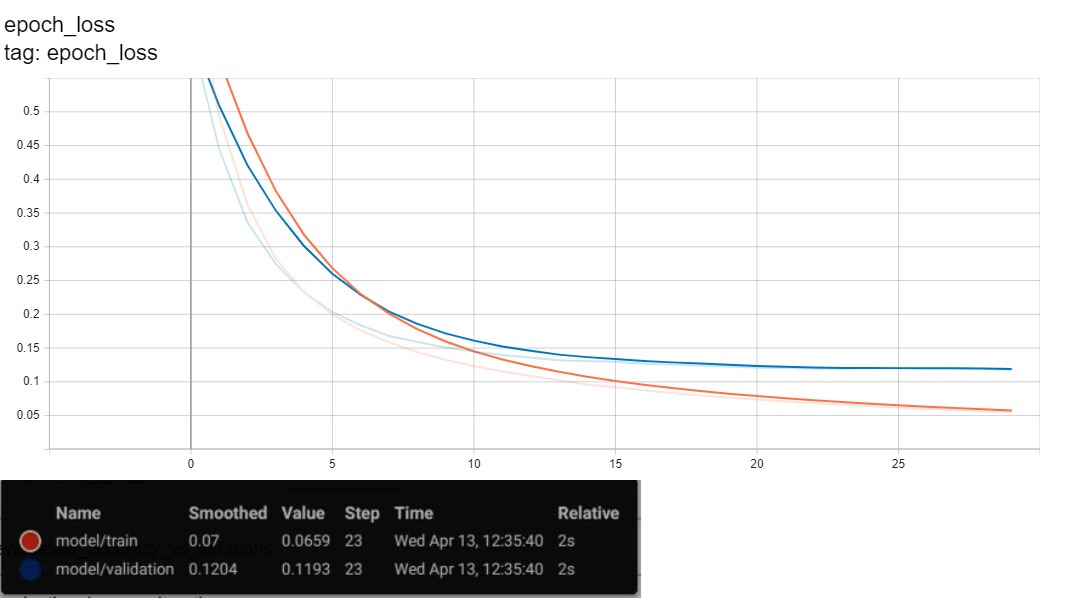 epoch_loss
tag: epoch_loss
0.5
0.45
0.4
0.35
0.3
0.25
0.2
0.15
0.1
0.05
0 5 10 15 20 25
Name Smoothed Value Step Time Relative
model/train 0.07 0.0659 23 Wed Apr 13, 12:35:40 2s
model/validation 0.1204 0.1193 23 Wed Apr 13, 12:35:40 2s